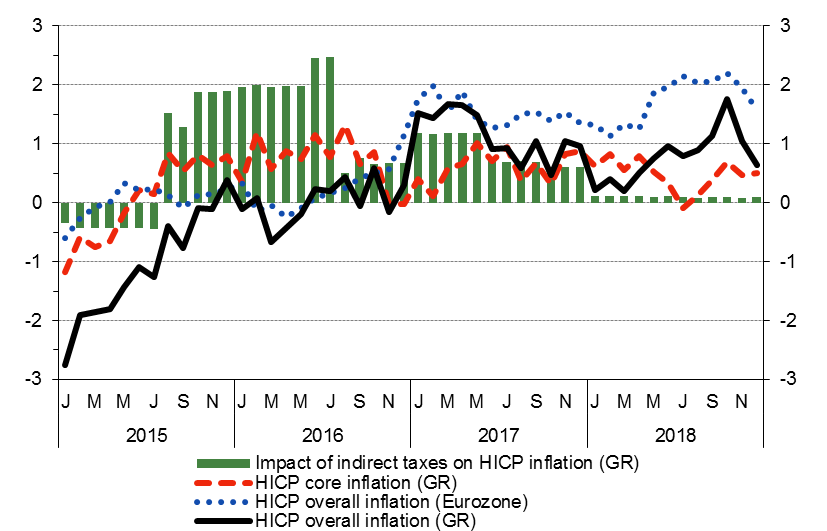 3 3
2 2
1 1
0 0
-1 -1
-2 -2
-3 -3
J M M J S N J M M J S N J M M J S N J M M J S N
2015 2016 2017 2018
Impact of indirect taxes on HICP inflation (GR)
HICP core inflation (GR)
HICP overall inflation (Eurozone)
HICP overall inflation (GR)